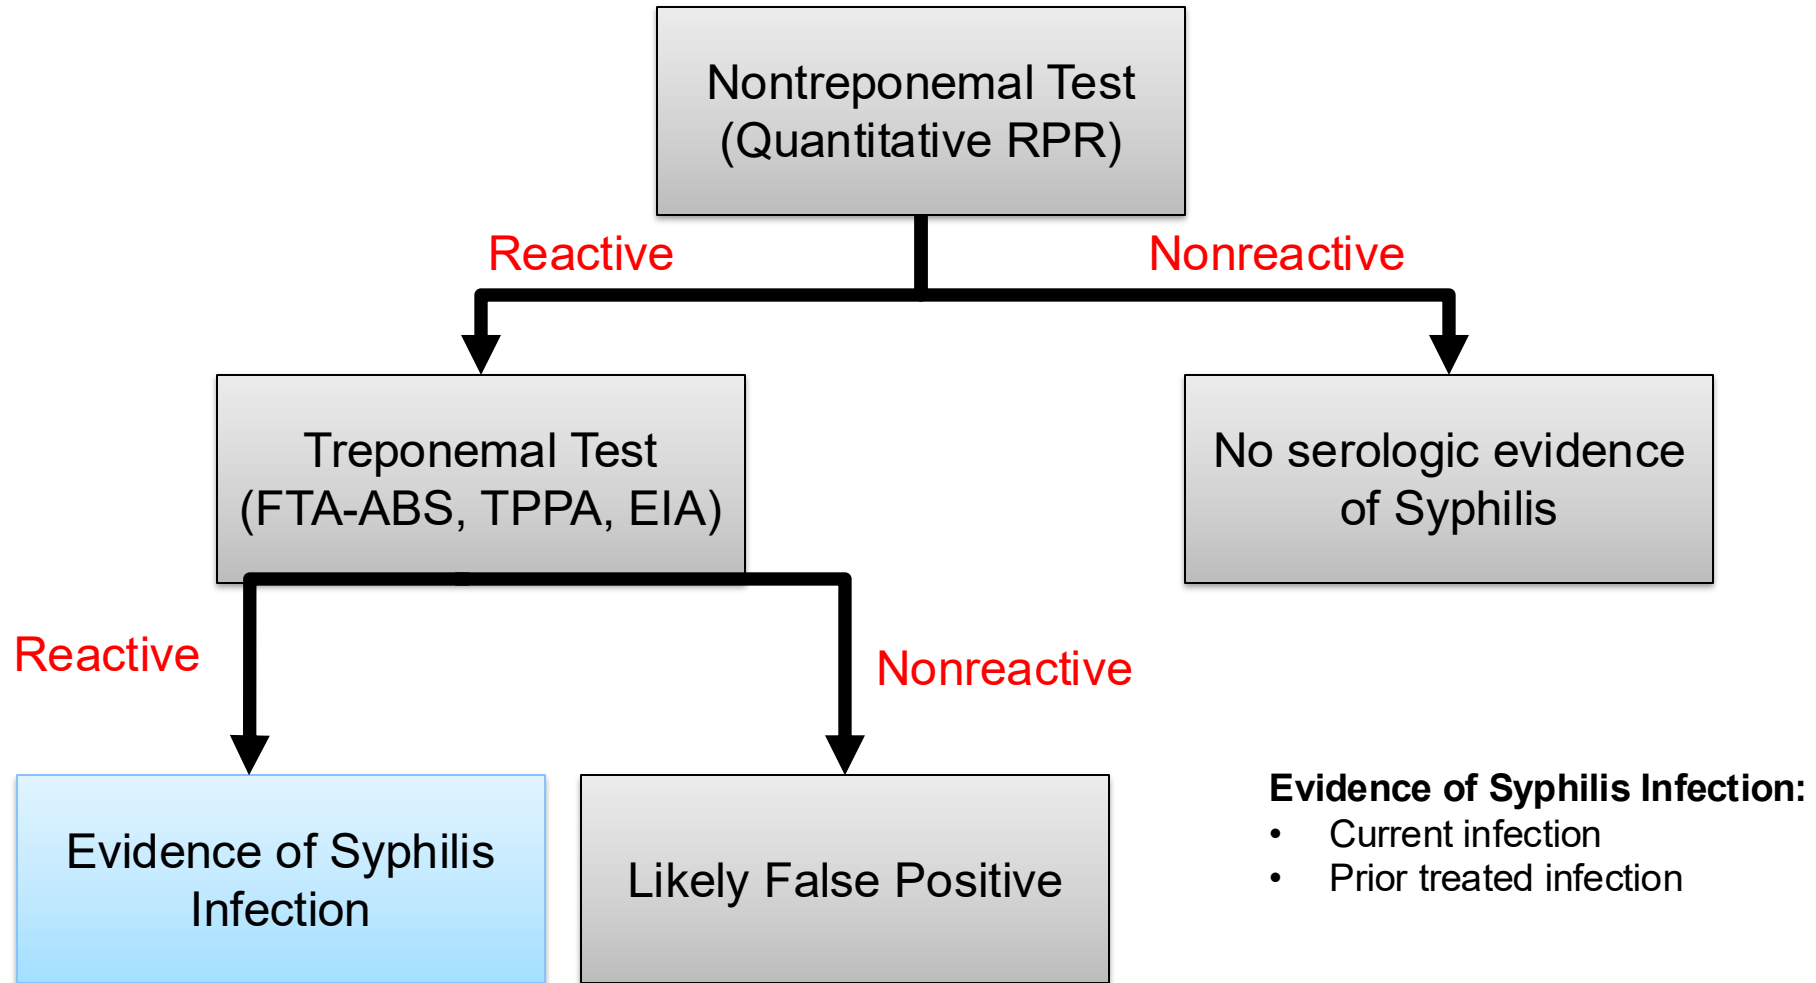 Nontreponemal Test
(Quantitative RPR)
Reactive
Nonreactive
Treponemal Test
(FTA-ABS, TPPA, EIA)
No serologic evidence
of Syphilis
Reactive
Nonreactive
Evidence of Syphilis
Infection
Likely False Positive
Evidence of Syphilis Infection:
• Current infection
• Prior treated infection